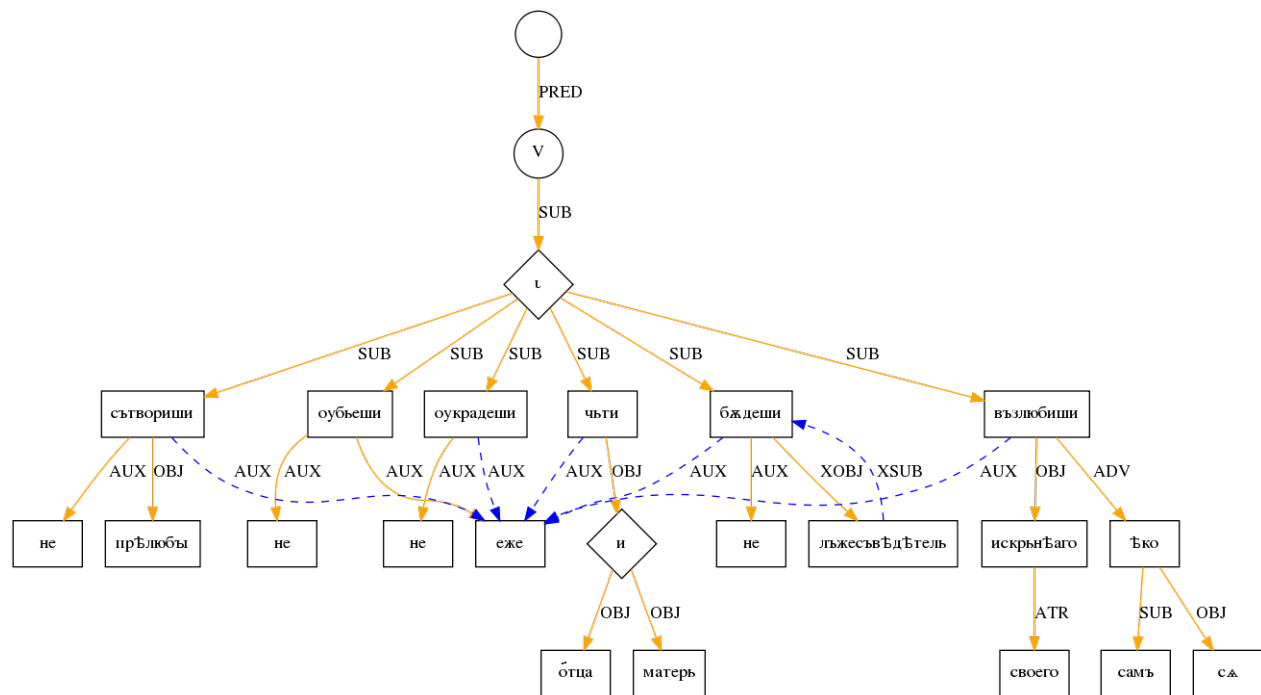 PRED
V
SUB
ɩ
SUB SUB SUB SUB SUB SUB
сътвориши оубьеши оукрадеши чьти бѫдеши възлюбиши
AUX OBJ AUX AUX AUX AUX AUX AUX OBJ AUX AUX XOBJ XSUB AUX OBJ ADV
не прѣлюбꙑ не не еже и не лъжесъвѣдѣтель искрьнѣаго ѣко
OBJ OBJ ATR SUB OBJ
о҅тца матерь своего самъ сѧ